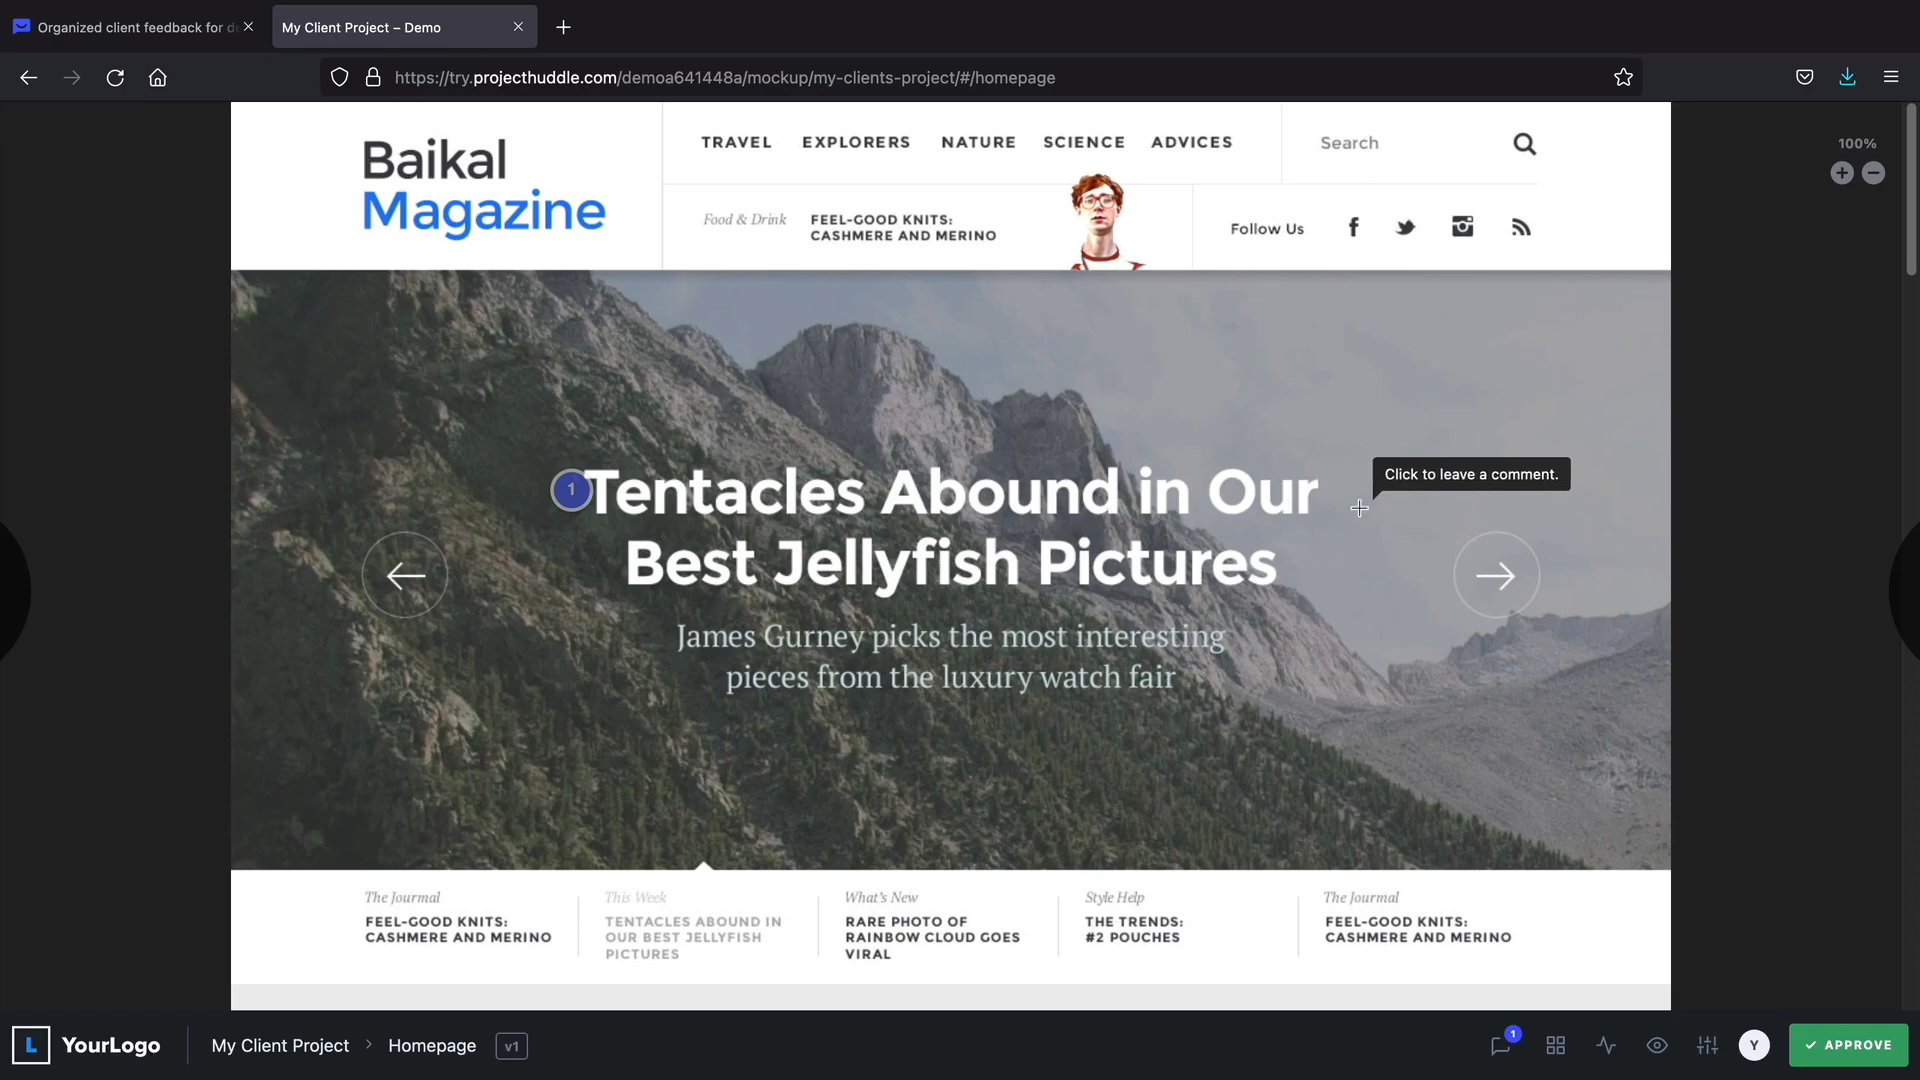 Organized client feedback for d
My Client Project – Demo
https://try.projecthuddle.com/demoa641448a/mockup/my-clients-project/#/homepage
100%
Baikal
Magazine
TRAVEL EXPLORERS NATURE SCIENCE ADVICES
Search
Food & Drink
FEEL-GOOD KNITS:
CASHMERE AND MERINO
Follow Us
Click to leave a comment.
1
Tentacles Abound in Our
Best Jellyfish Pictures
James Gurney picks the most interesting
pieces from the luxury watch fair
The Journal
FEEL-GOOD KNITS:
CASHMERE AND MERINO
This Week
TENTACLES ABOUND IN
OUR BEST JELLYFISH
PICTURES
What's New
RARE PHOTO OF
RAINBOW CLOUD GOES
VIRAL
Style Help
THE TRENDS:
#2 POUCHES
The Journal
FEEL-GOOD KNITS:
CASHMERE AND MERINO
L YourLogo My Client Project > Homepage v1 1 Y APPROVE